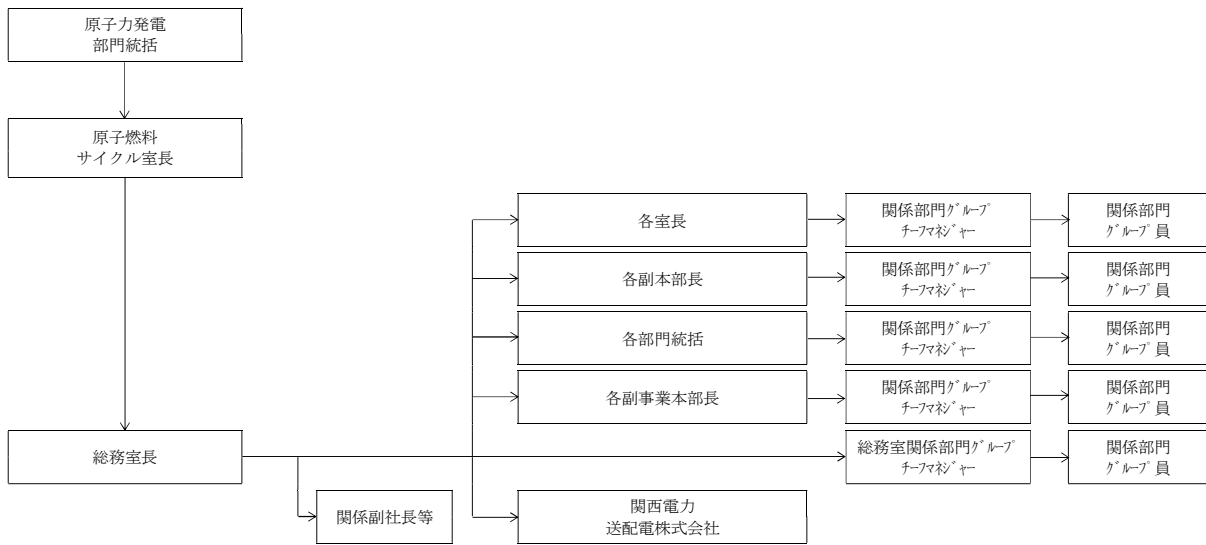 原子力発電
部門統括
原子燃料
サイクル室長
各室長
関係部門ｸﾞﾙｰﾌﾟ
ﾁｰﾌﾏﾈｼﾞｬｰ
関係部門
ｸﾞﾙｰﾌﾟ員
各副本部長
関係部門ｸﾞﾙｰﾌﾟ
ﾁｰﾌﾏﾈｼﾞｬｰ
関係部門
ｸﾞﾙｰﾌﾟ員
各部門統括
関係部門ｸﾞﾙｰﾌﾟ
ﾁｰﾌﾏﾈｼﾞｬｰ
関係部門
ｸﾞﾙｰﾌﾟ員
各副事業本部長
関係部門ｸﾞﾙｰﾌﾟ
ﾁｰﾌﾏﾈｼﾞｬｰ
関係部門
ｸﾞﾙｰﾌﾟ員
総務室長
総務室関係部門ｸﾞﾙｰﾌﾟ
ﾁｰﾌﾏﾈｼﾞｬｰ
関係部門
ｸﾞﾙｰﾌﾟ員
関係副社長等
関西電力
送配電株式会社